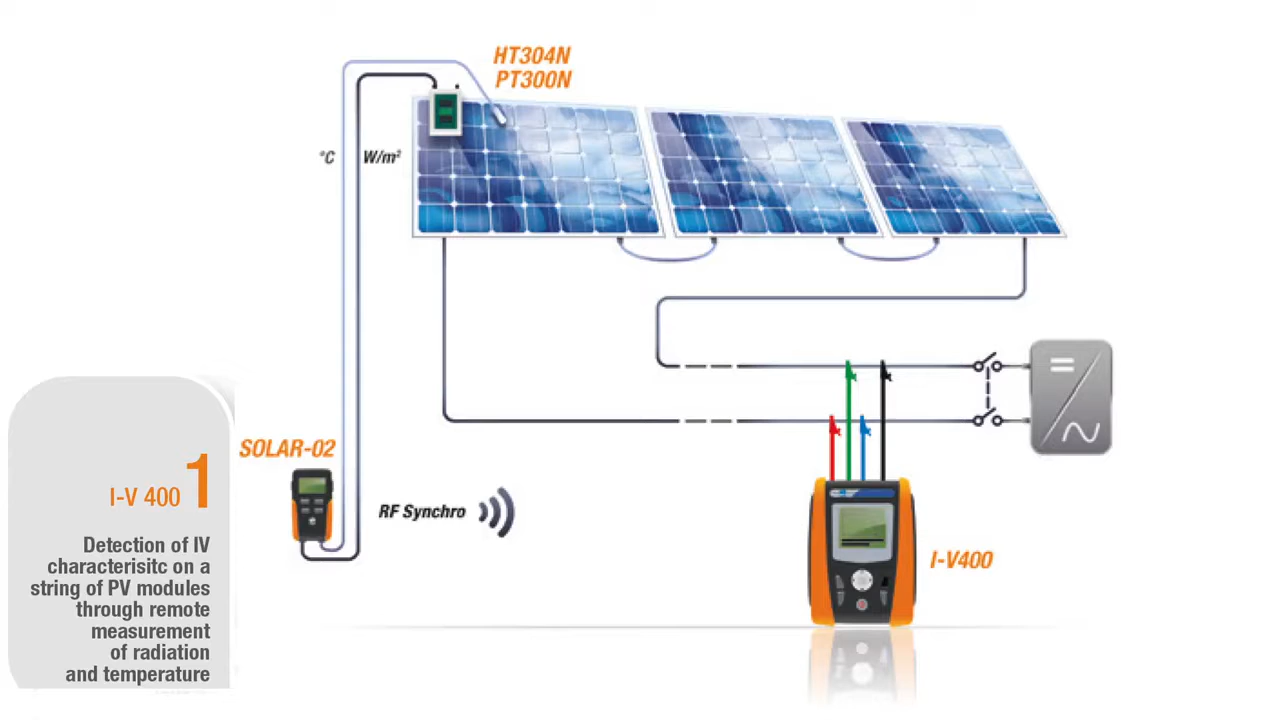 HT304N
PT300N
°C
W/m²
SOLAR-02
RF Synchro
I-V400
I-V 400 1
Detection of IV
characterisitc on a
string of PV modules
through remote
measurement
of radiation
and temperature